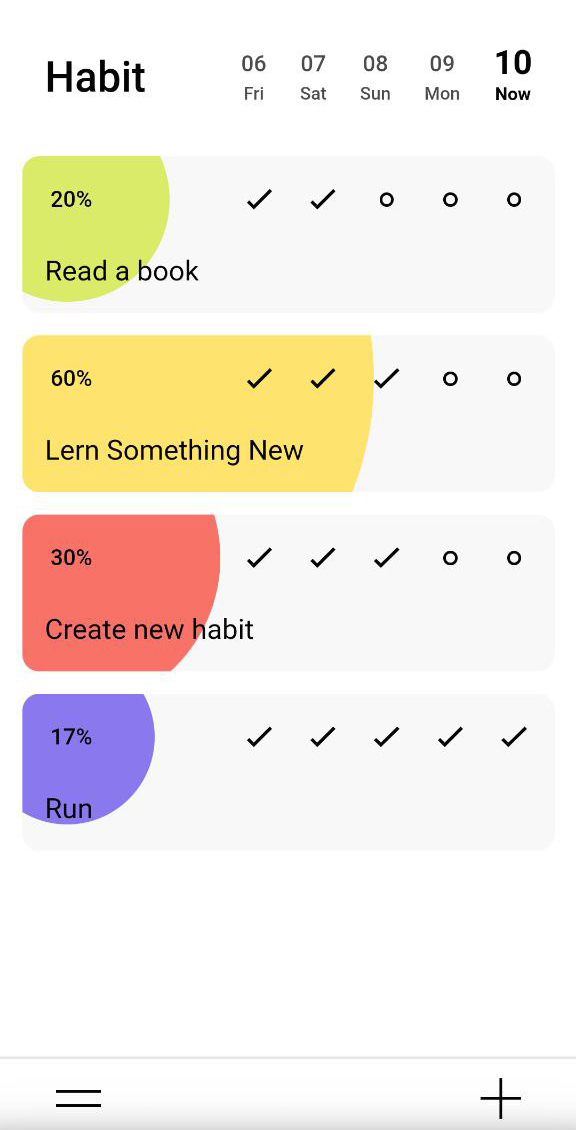 Habit
06 07 08 09 10
Fri Sat Sun Mon Now
20%
Read a book
60%
Lern Something New
30%
Create new habit
17%
Run